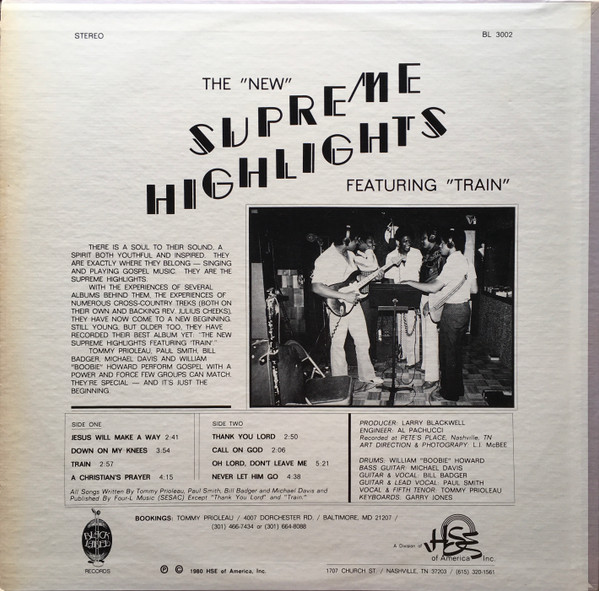 STEREO
BL 3002
THE "NEW"
SUPREME
HIGHLIGHTS
FEATURING "TRAIN"
THERE IS A SOUL TO THEIR SOUND, A
SPIRIT BOTH YOUTHFUL AND INSPIRED. THEY
ARE EXACTLY WHERE THEY BELONG — SINGING
AND PLAYING GOSPEL MUSIC. THEY ARE THE
SUPREME HIGHLIGHTS.
WITH THE EXPERIENCES OF SEVERAL
ALBUMS BEHIND THEM, THE EXPERIENCES OF
NUMEROUS CROSS-COUNTRY TREKS (BOTH ON
THEIR OWN AND BACKING REV. JULIUS CHEEKS),
THEY HAVE NOW COME TO A NEW BEGINNING.
STILL YOUNG, BUT OLDER TOO, THEY HAVE
RECORDED THEIR BEST ALBUM YET. "THE NEW
SUPREME HIGHLIGHTS FEATURING 'TRAIN'."
TOMMY PRIOLEAU, PAUL SMITH, BILL
BADGER, MICHAEL DAVIS AND WILLIAM
"BOOBIE" HOWARD PERFORM GOSPEL WITH A
POWER AND FORCE FEW GROUPS CAN MATCH.
THEY'RE SPECIAL — AND IT'S JUST THE
BEGINNING.
SIDE ONE
JESUS WILL MAKE A WAY 2:41
DOWN ON MY KNEES 3:54
TRAIN 2:57
A CHRISTIAN'S PRAYER 4:15
SIDE TWO
THANK YOU LORD 2:50
CALL ON GOD 2:06
OH LORD, DON'T LEAVE ME 5:21
NEVER LET HIM GO 4:38
All Songs Written By Tommy Prioleau, Paul Smith, Bill Badger and Michael Davis and
Published By Four-L Music (SESAC) Except "Thank You Lord" and "Train."
PRODUCER: LARRY BLACKWELL
ENGINEER: AL PACHUCCI
Recorded at PETE'S PLACE, Nashville, TN
ART DIRECTION & PHOTOGRAPY: L.J. McBEE
DRUMS: WILLIAM "BOOBIE" HOWARD
BASS GUITAR: MICHAEL DAVIS
GUITAR & VOCAL: BILL BADGER
GUITAR & LEAD VOCAL: PAUL SMITH
VOCAL & FIFTH TENOR: TOMMY PRIOLEAU
KEYBOARDS: GARRY JONES
BLACK LABEL
RECORDS
BOOKINGS: TOMMY PRIOLEAU / 4007 DORCHESTER RD. / BALTIMORE, MD 21207 /
(301) 466-7434 or (301) 664-8088
A Division of
HSE
of America, Inc.
℗ © 1980 HSE of America, Inc.
1707 CHURCH ST. / NASHVILLE, TN 37203 / (615) 320-1561